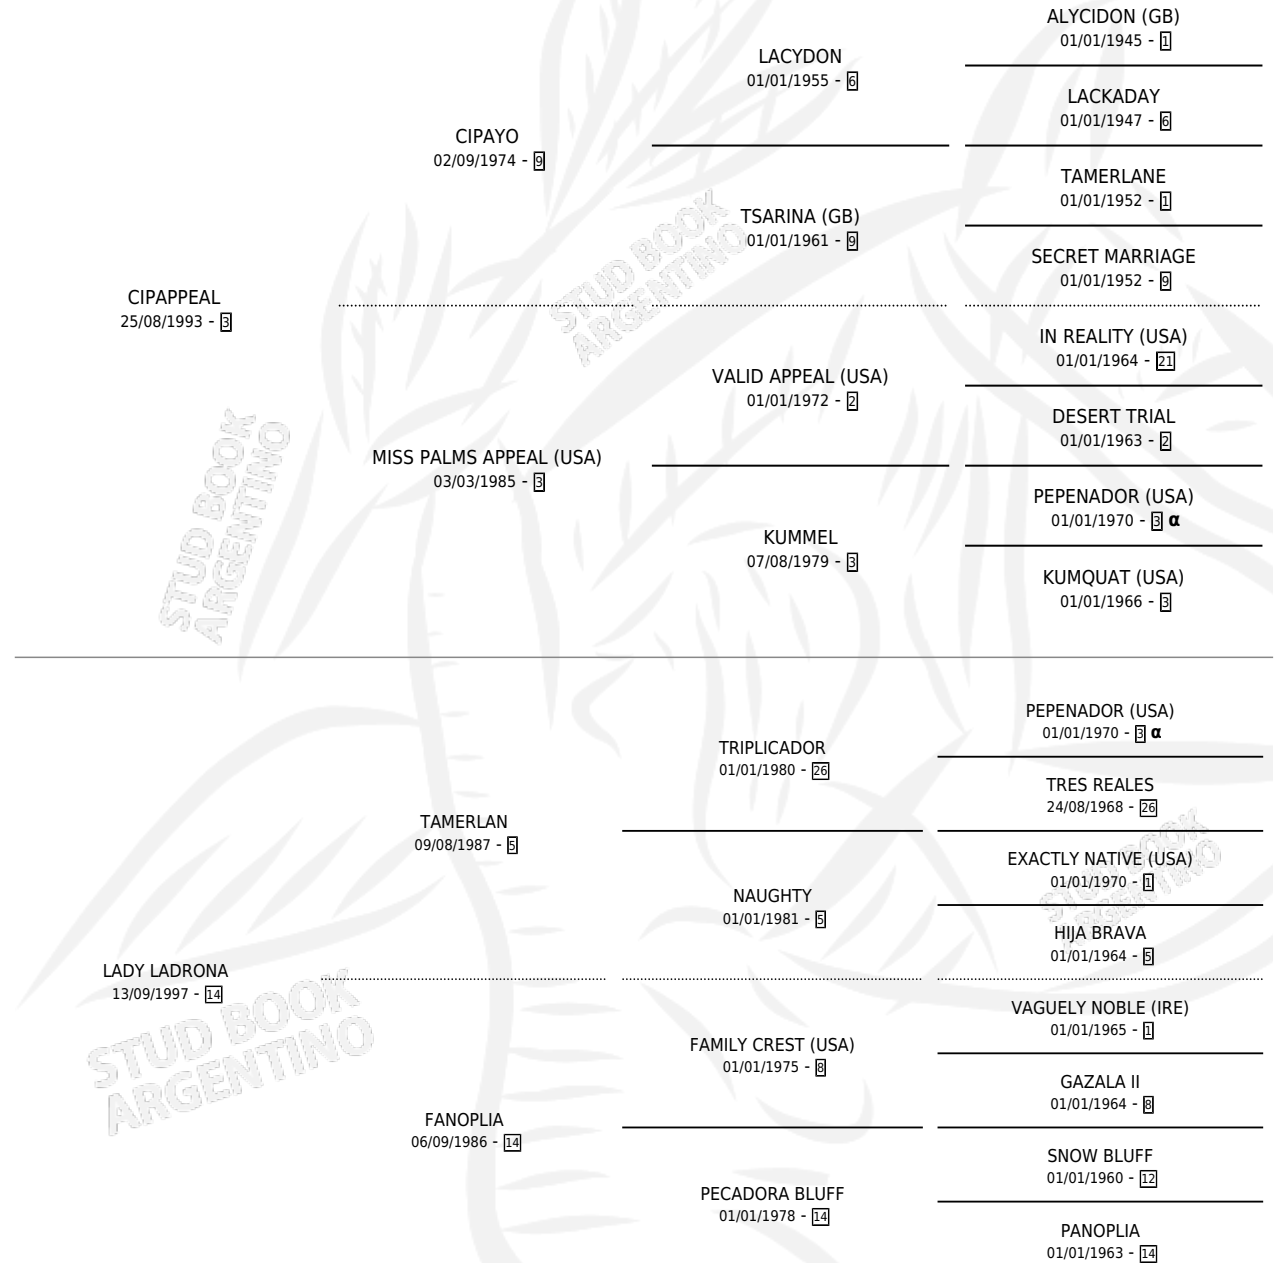 ALYCIDON (GB)
01/01/1945 - 1
LACYDON
01/01/1955 - 6
LACKADAY
01/01/1947 - 6
CIPAYO
02/09/1974 - 9
TAMERLANE
01/01/1952 - 1
TSARINA (GB)
01/01/1961 - 9
SECRET MARRIAGE
01/01/1952 - 9
CIPAPPEAL
25/08/1993 - 3
IN REALITY (USA)
01/01/1964 - 21
VALID APPEAL (USA)
01/01/1972 - 2
DESERT TRIAL
01/01/1963 - 2
MISS PALMS APPEAL (USA)
03/03/1985 - 3
PEPENADOR (USA)
01/01/1970 - 3 α
KUMMEL
07/08/1979 - 3
KUMQUAT (USA)
01/01/1966 - 3
PEPENADOR (USA)
01/01/1970 - 3 α
TRIPLICADOR
01/01/1980 - 26
TRES REALES
24/08/1968 - 26
TAMERLAN
09/08/1987 - 5
EXACTLY NATIVE (USA)
01/01/1970 - 1
NAUGHTY
01/01/1981 - 5
HIJA BRAVA
01/01/1964 - 5
LADY LADRONA
13/09/1997 - 14
VAGUELY NOBLE (IRE)
01/01/1965 - 1
FAMILY CREST (USA)
01/01/1975 - 8
GAZALA II
01/01/1964 - 8
FANOPLIA
06/09/1986 - 14
SNOW BLUFF
01/01/1960 - 12
PECADORA BLUFF
01/01/1978 - 14
PANOPLIA
01/01/1963 - 14
STUD BOOK
ARGENTINO
STUD BOOK
ARGENTINO
STUD BOOK
ARGENTINO
STUD BOOK
ARGENTINO